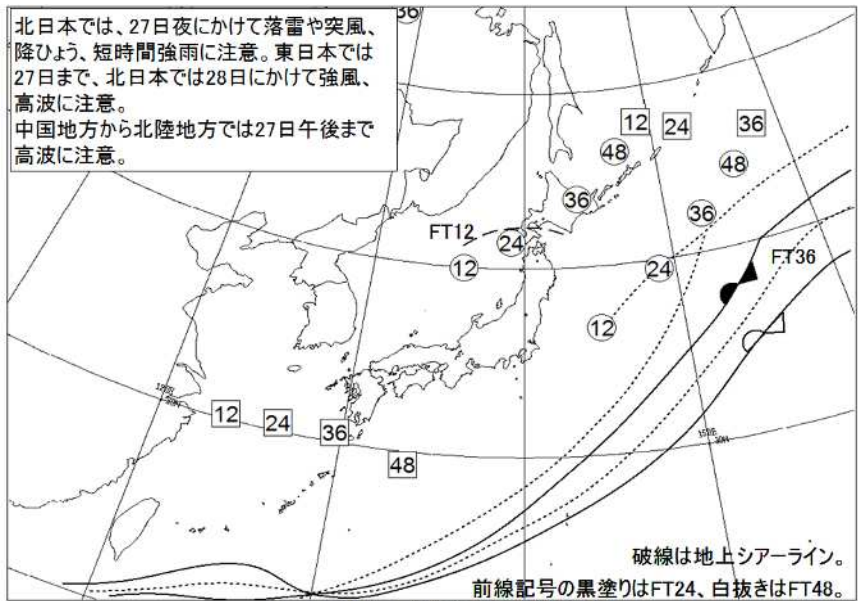 北日本では、27日夜にかけて落雷や突風、
降ひょう、短時間強雨に注意。東日本では
27日まで、北日本では28日にかけて強風、
高波に注意。
中国地方から北陸地方では27日午後まで
高波に注意。
36
12
24
36
48
48
36
36
FT12
24
12
24
FT36
12
12
24
36
48
破線は地上シアーライン。
前線記号の黒塗りはFT24、白抜きはFT48。